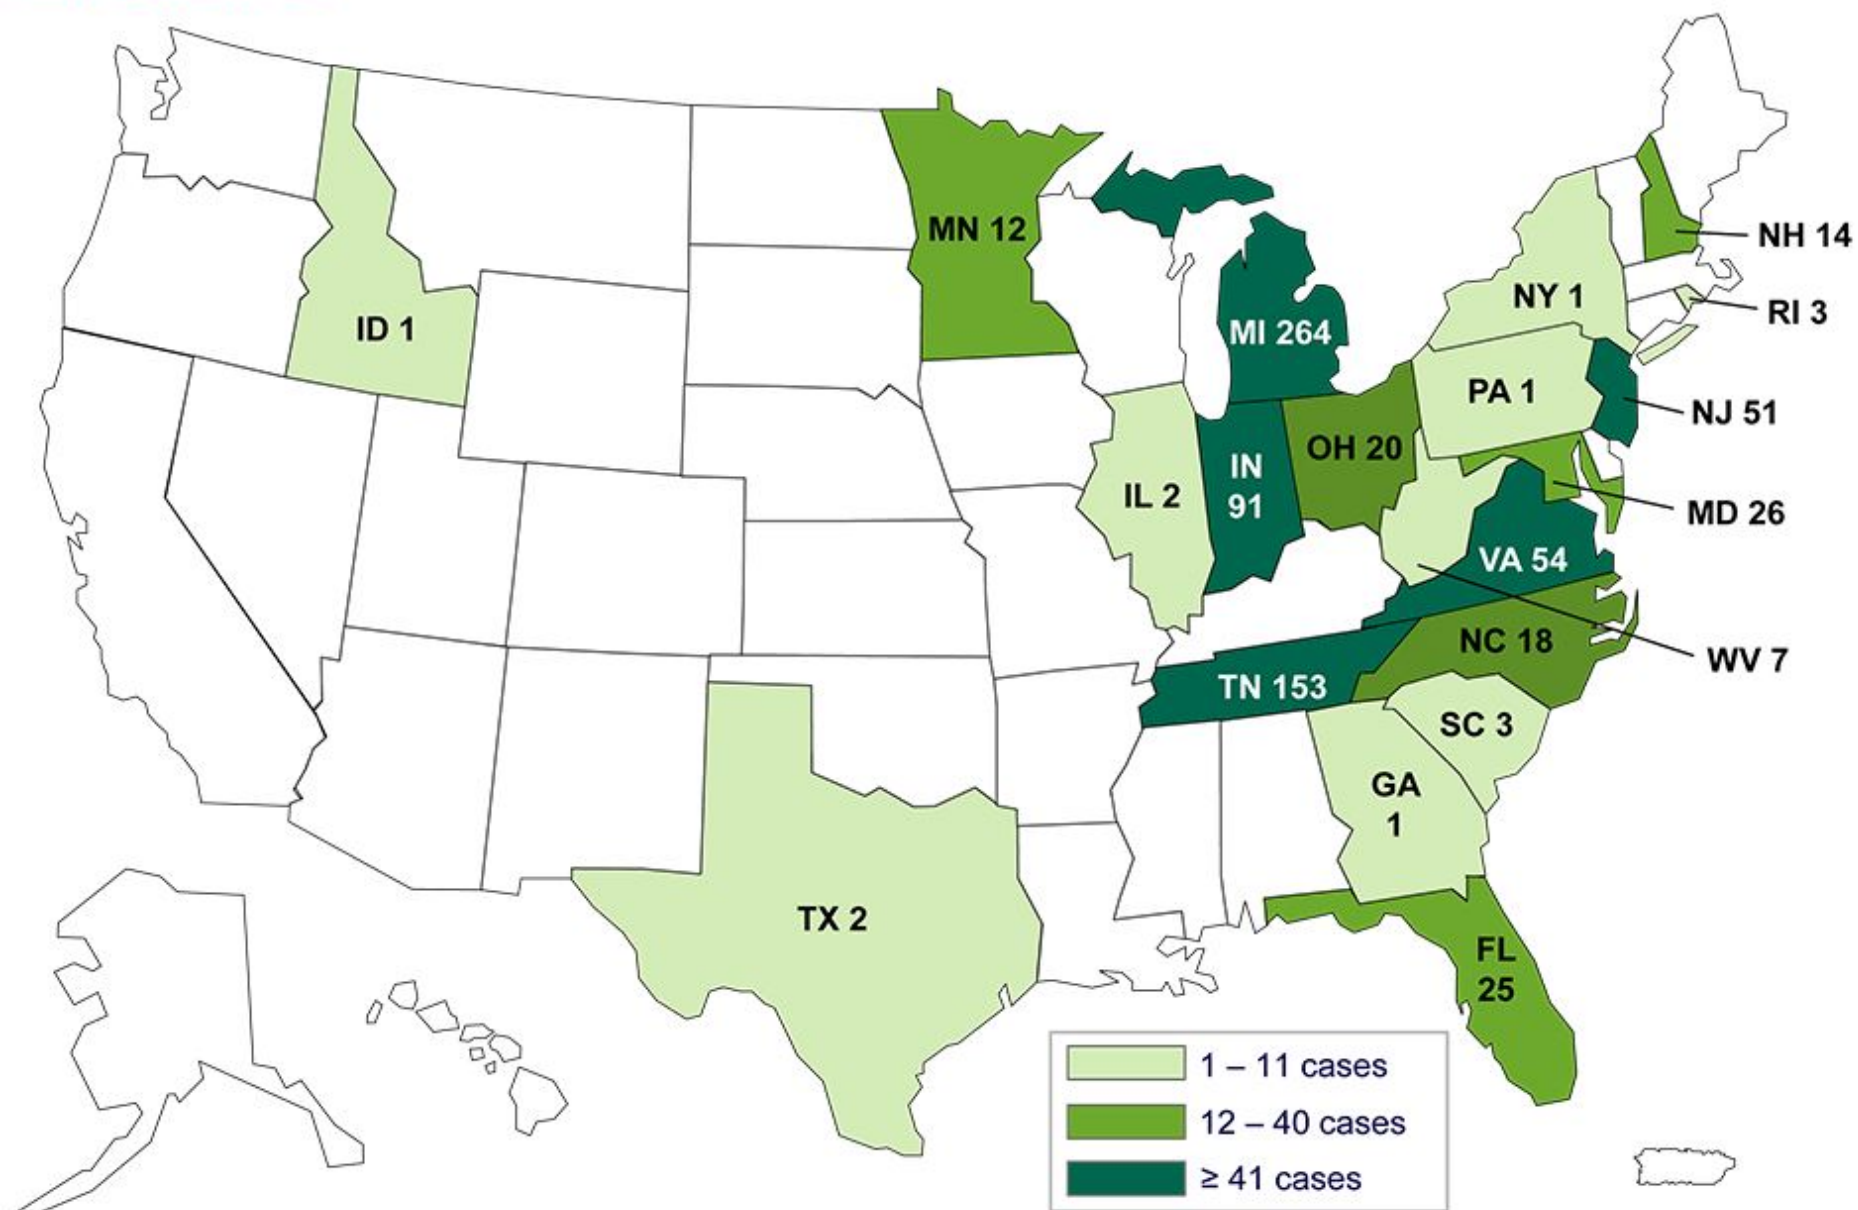 MN 12
NH 14
NY 1
RI 3
ID 1
MI 264
PA 1
NJ 51
OH 20
IN
91
IL 2
MD 26
VA 54
NC 18
WV 7
TN 153
SC 3
GA
1
TX 2
FL
25
1 – 11 cases
12 – 40 cases
≥ 41 cases